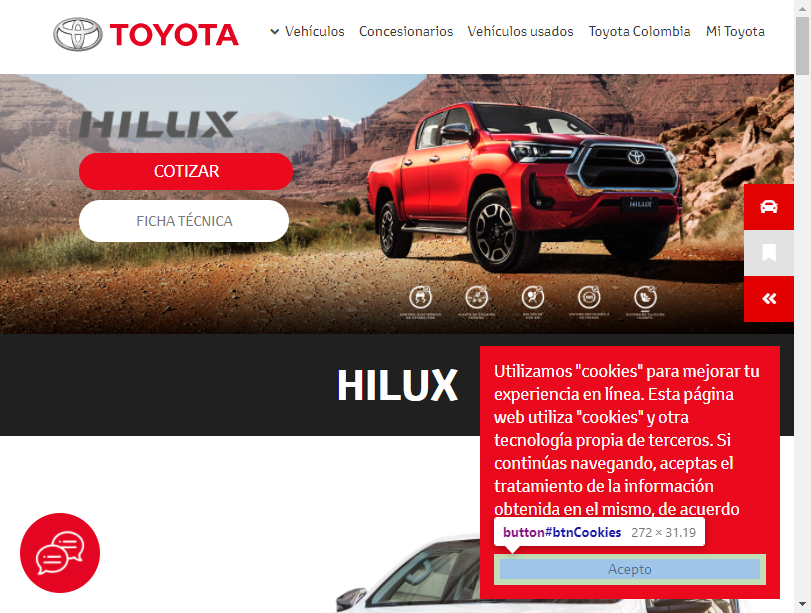 TOYOTA
Vehículos
Concesionarios
Vehículos usados
Toyota Colombia
Mi Toyota
HILUX
COTIZAR
FICHA TÉCNICA
HILUX
HILUX
Utilizamos "cookies" para mejorar tu
experiencia en línea. Esta página
web utiliza "cookies" y otra
tecnología propia de terceros. Si
continúas navegando, aceptas el
tratamiento de la información
obtenida en el mismo, de acuerdo
button#btnCookies 272 × 31.19
Acepto